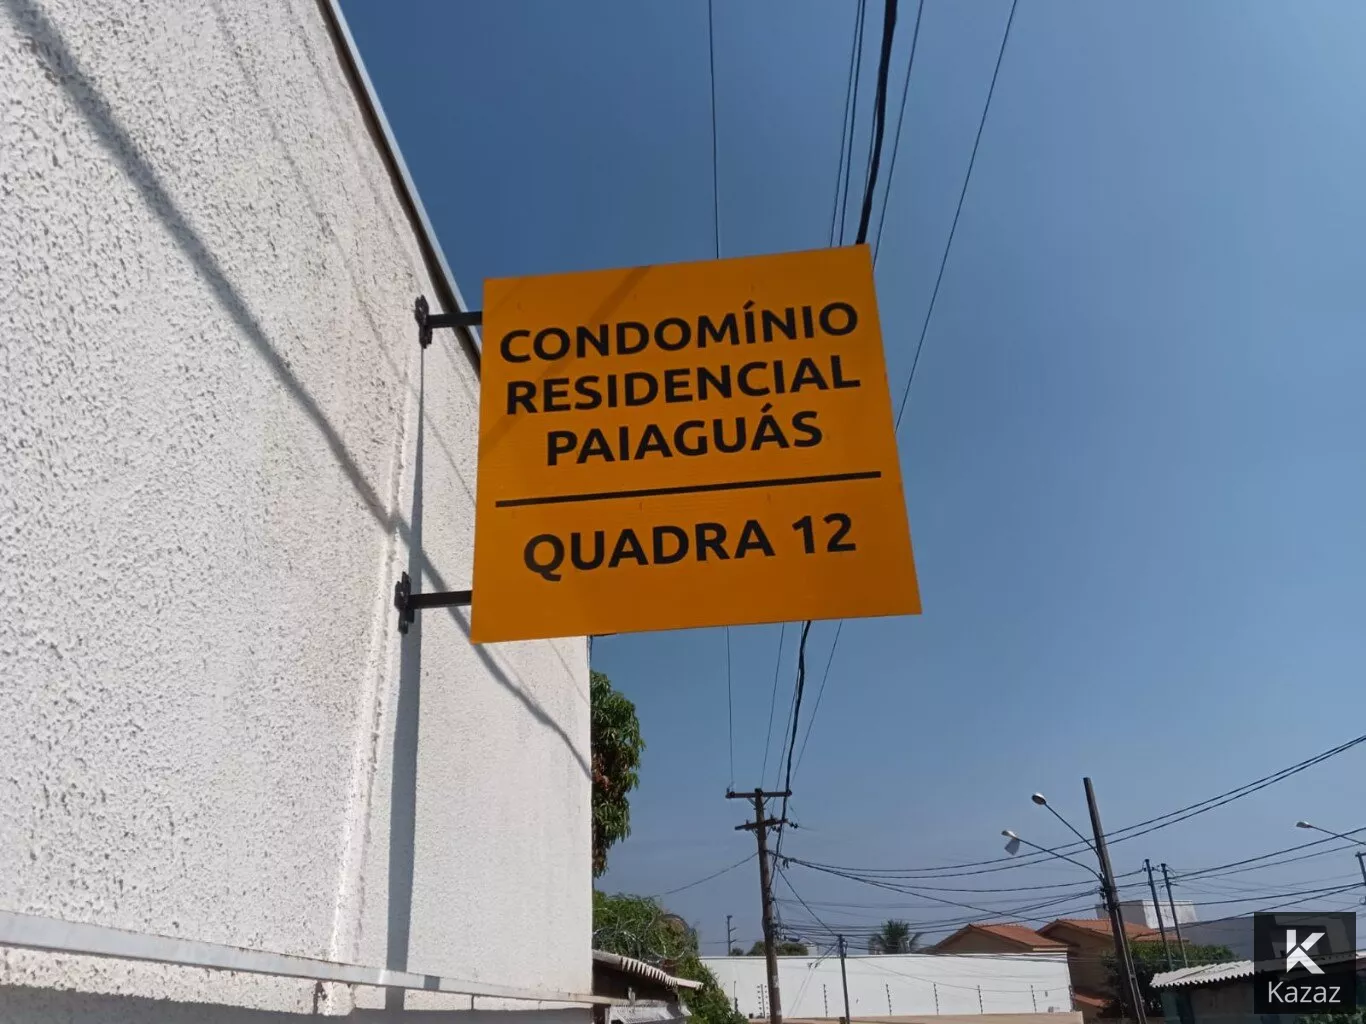 CONDOMÍNIO
RESIDENCIAL
PAIAGUÁS
QUADRA 12
K
Kazaz